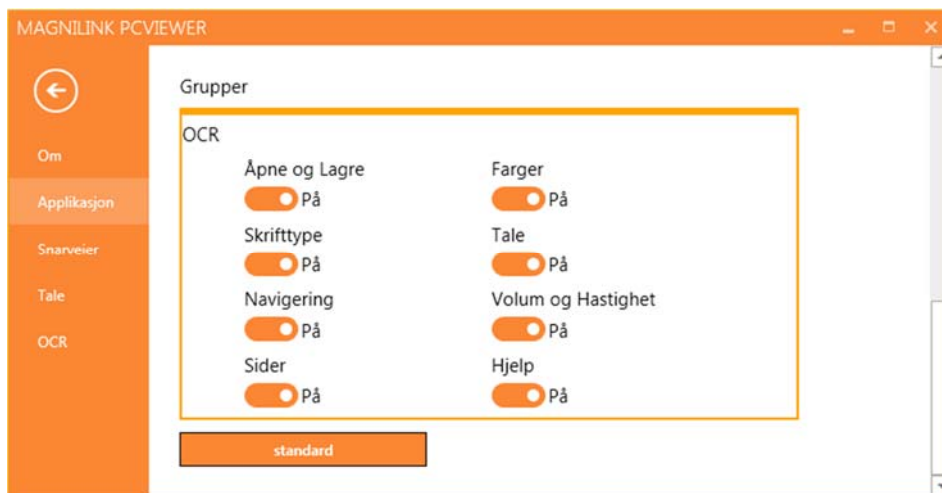 MAGNILINK PCVIEWER
Om
Applikasjon
Snarveier
Tale
OCR
Grupper
OCR
Åpne og Lagre
Farger
På
På
Skrifttype
Tale
På
På
Navigering
Volum og Hastighet
På
På
Sider
Hjelp
På
På
standard